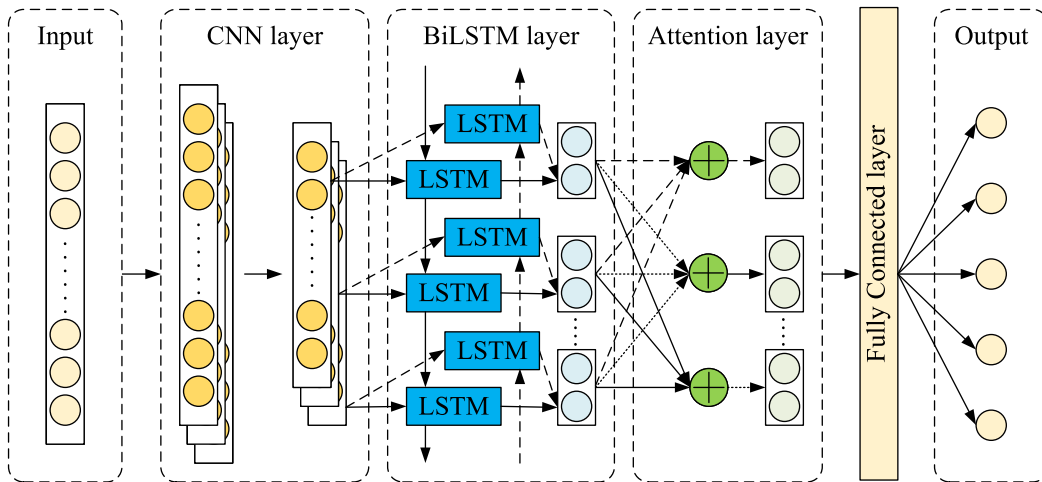 Input
CNN layer
BiLSTM layer
Attention layer
Output
LSTM
LSTM
LSTM
LSTM
LSTM
LSTM
Fully Connected layer